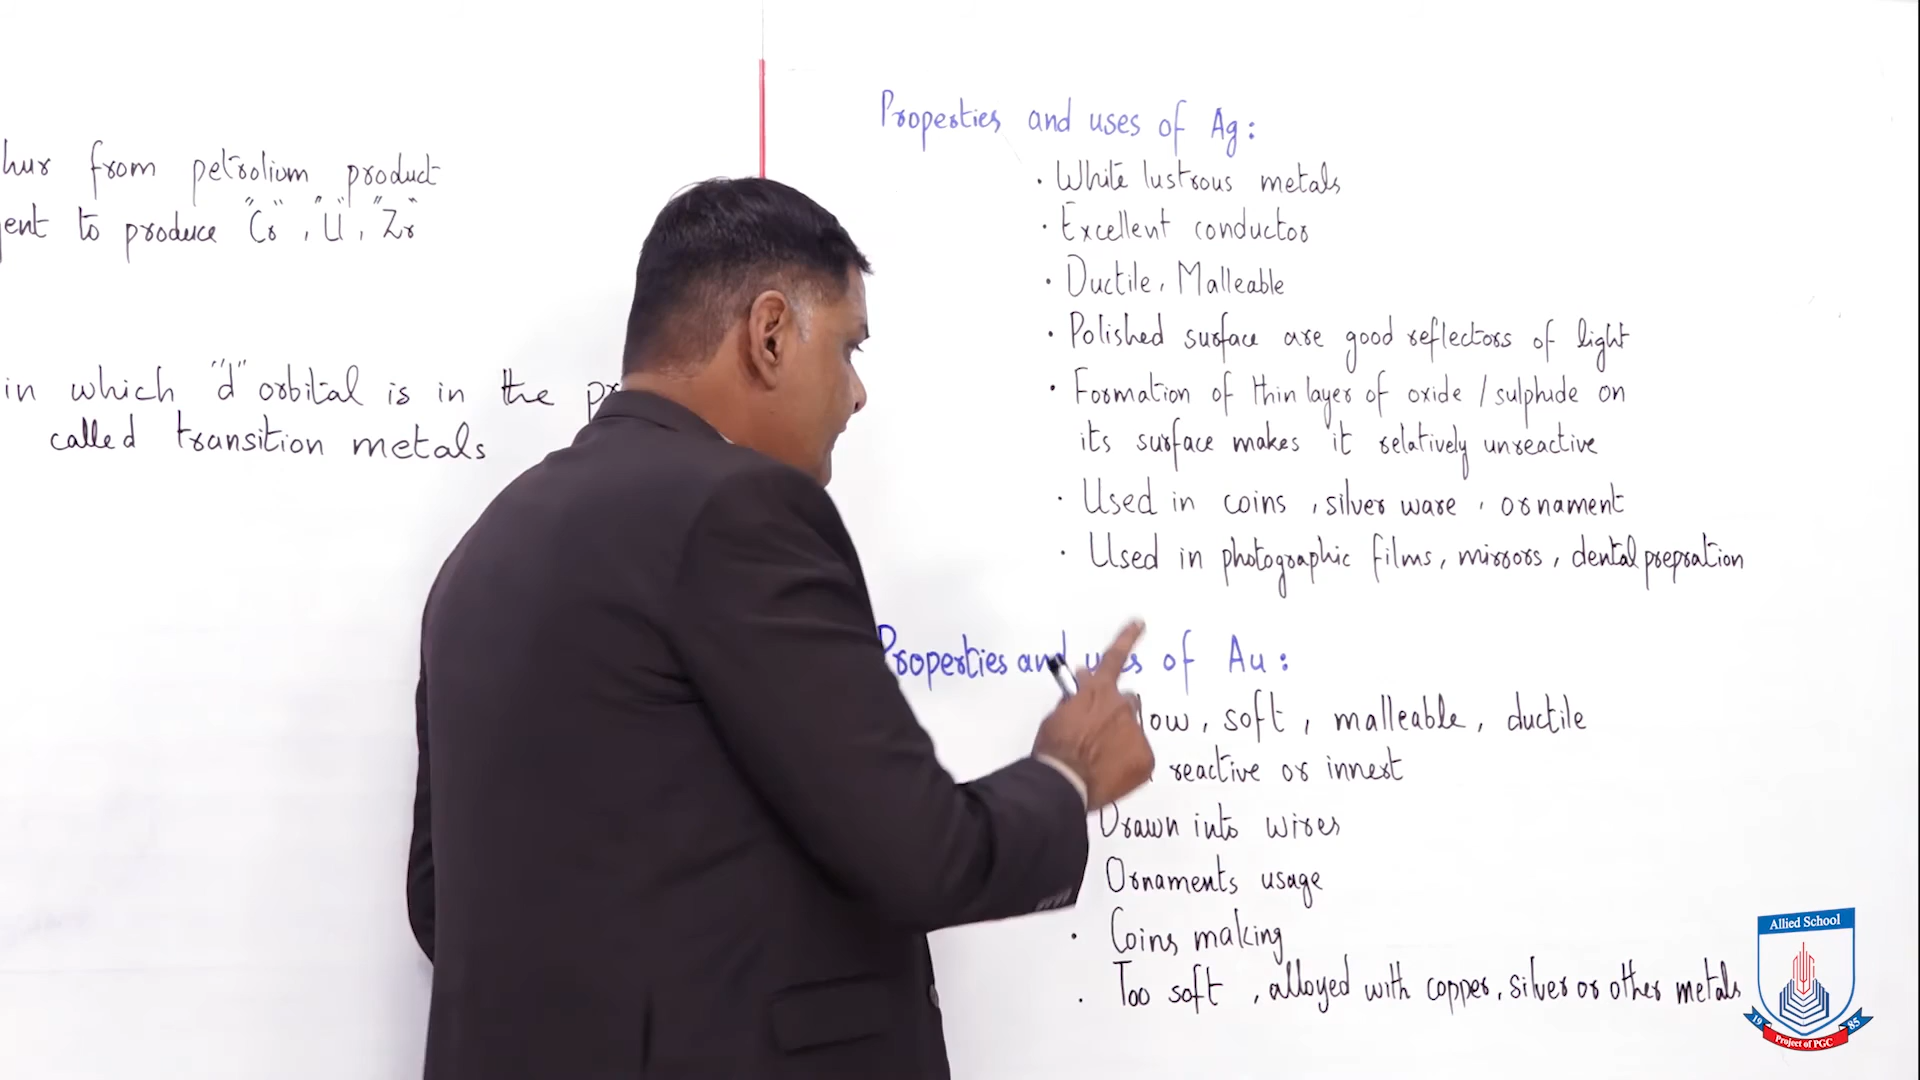 from petrolium product
to produce "Cr", "U", "Zr"
in which "d" orbital is in the
called transition metals
Properties and uses of Ag:
· White lustrous metals
· Excellent conductor
· Ductile, Malleable
· Polished surface are good reflectors of light
· Formation of thin layer of oxide / sulphide on
its surface makes it relatively unreactive
· Used in coins, silver ware, ornament
· Used in photographic films, mirrors, dental prepration
Properties and uses of Au:
soft, malleable, ductile
reactive or innert
Drawn into wires
Ornaments usage
· Coins making
· Too soft, alloyed with copper, silver or other metals
Allied School
19 85
Project of PGC